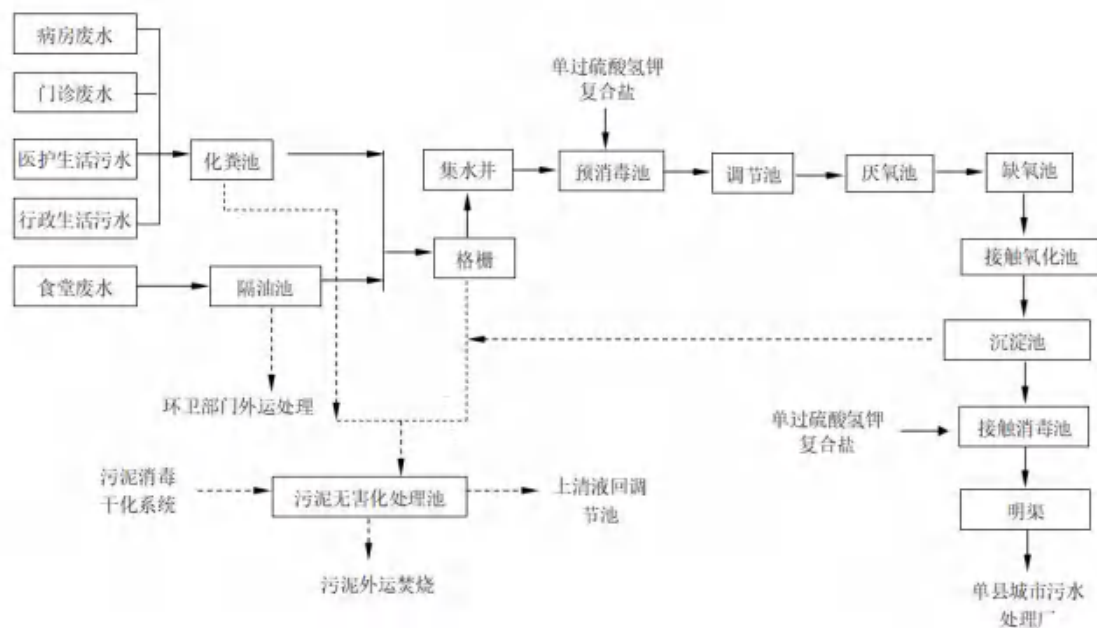 病房废水
门诊废水
医护生活污水
行政生活污水
食堂废水
化粪池
隔油池
环卫部门外运处理
格栅
集水井
单过硫酸氢钾
复合盐
预消毒池
调节池
厌氧池
缺氧池
接触氧化池
沉淀池
单过硫酸氢钾
复合盐
接触消毒池
明渠
单县城市污水
处理厂
污泥消毒
干化系统
污泥无害化处理池
上清液回调
节池
污泥外运焚烧